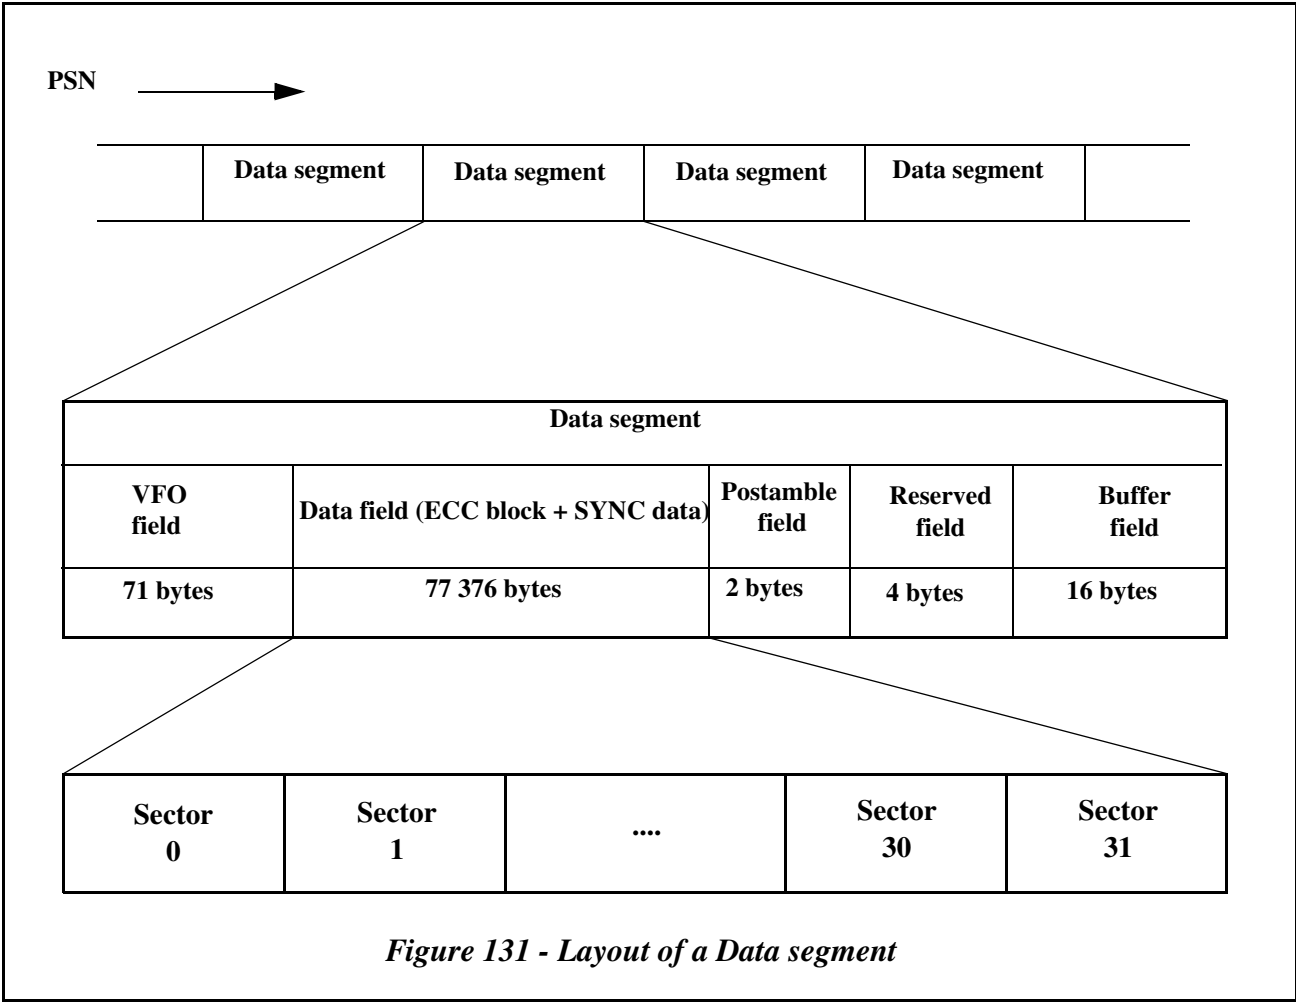 PSN
Data segment
Data segment
Data segment
Data segment
Data segment
VFO
field
Data field (ECC block + SYNC data)
Postamble
field
Reserved
field
Buffer
field
71 bytes
77 376 bytes
2 bytes
4 bytes
16 bytes
Sector
0
Sector
1
....
Sector
30
Sector
31
Figure 131 - Layout of a Data segment